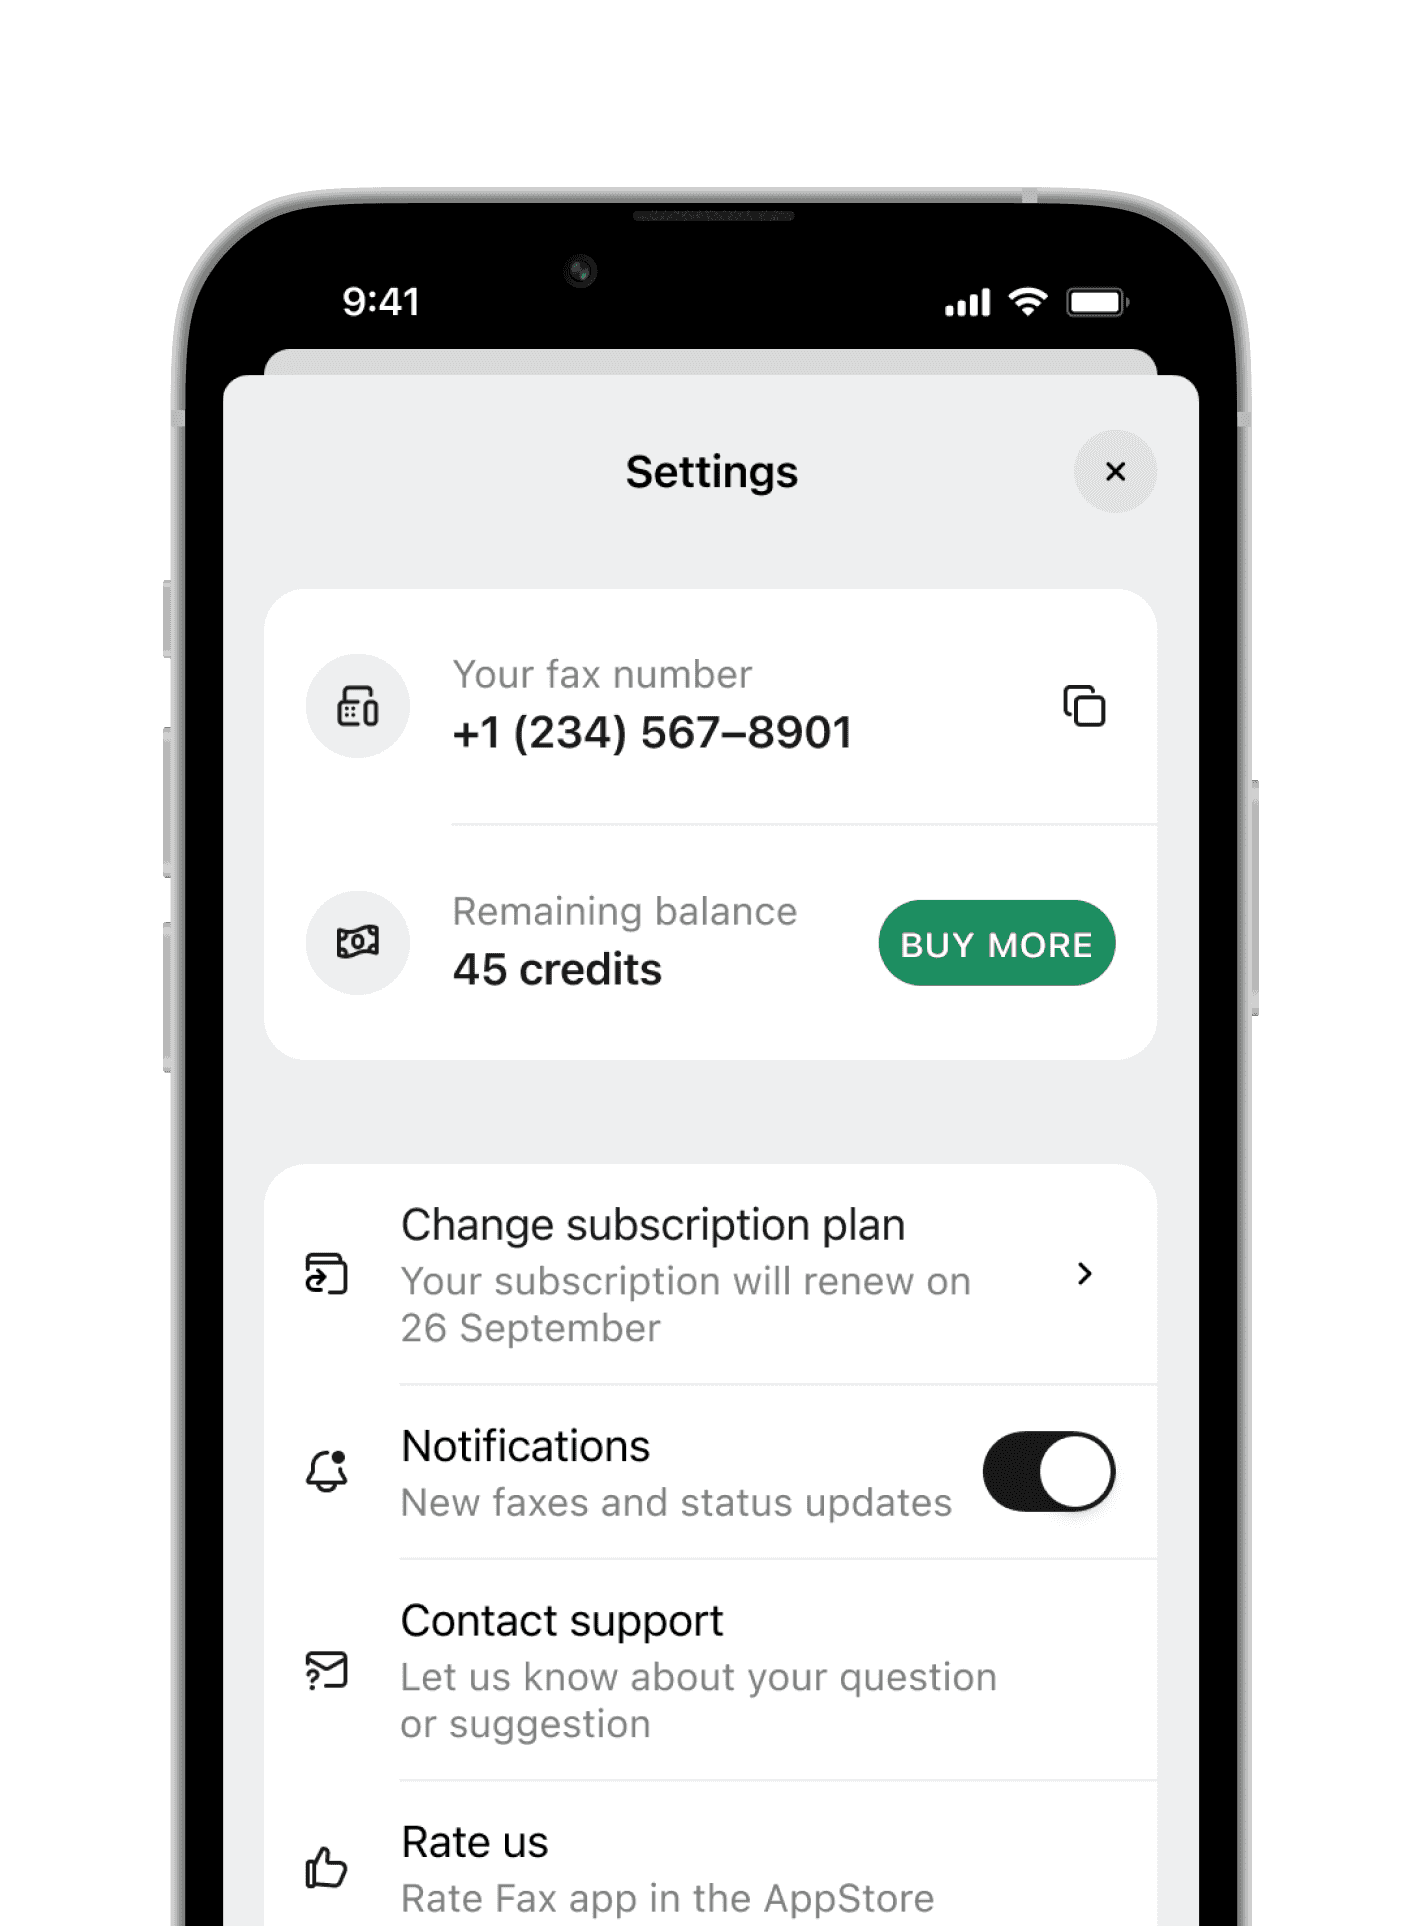 9:41
Settings
Your fax number
+1 (234) 567–8901
Remaining balance
45 credits
BUY MORE
Change subscription plan
Your subscription will renew on
26 September
Notifications
New faxes and status updates
Contact support
Let us know about your question
or suggestion
Rate us
Rate Fax app in the AppStore